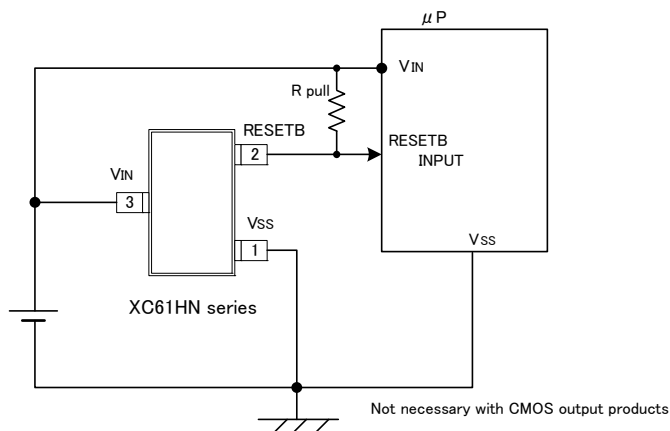 μP
VIN
R pull
RESETB
RESETB
INPUT
2
VIN
3
VSS
1
VSS
XC61HN series
Not necessary with CMOS output products